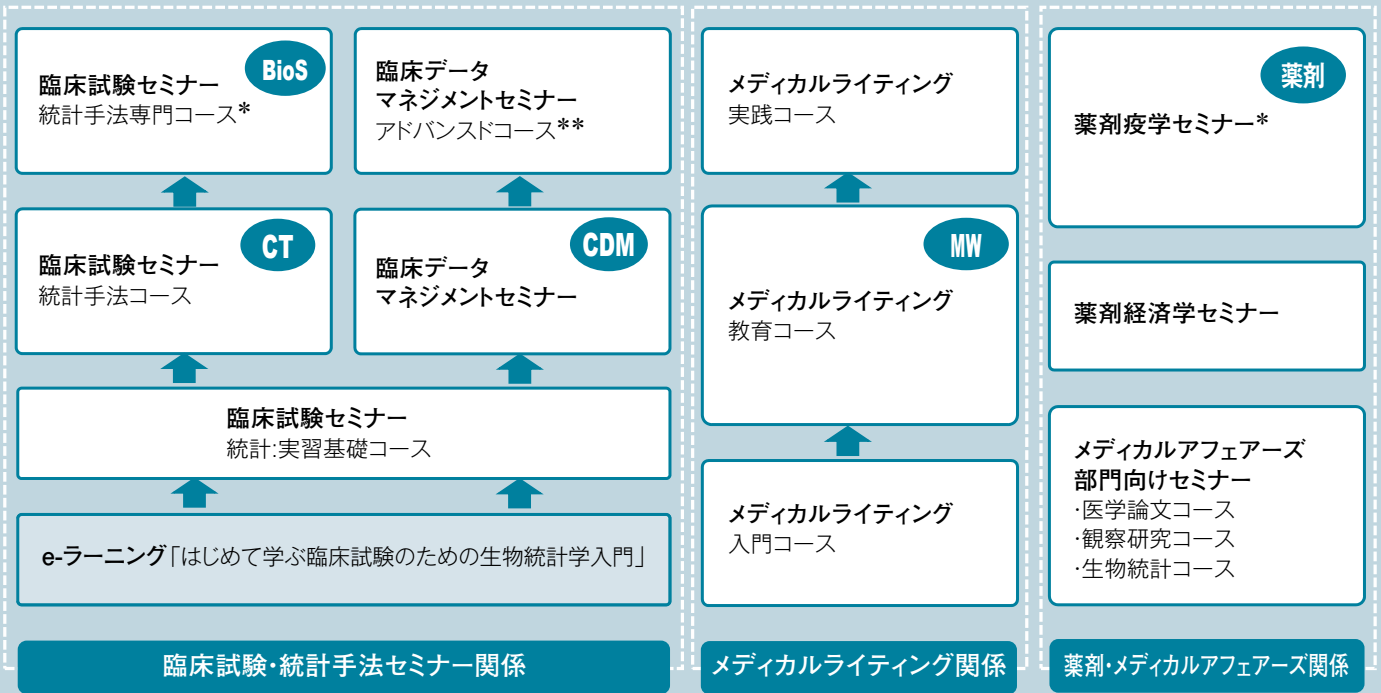 BioS
臨床試験セミナー
統計手法専門コース*
臨床データ
マネジメントセミナー
アドバンスドコース**
CT
臨床試験セミナー
統計手法コース
CDM
臨床データ
マネジメントセミナー
臨床試験セミナー
統計:実習基礎コース
e-ラーニング「はじめて学ぶ臨床試験のための生物統計学入門」
臨床試験・統計手法セミナー関係
メディカルライティング
実践コース
MW
メディカルライティング
教育コース
メディカルライティング
入門コース
メディカルライティング関係
薬剤
薬剤疫学セミナー*
薬剤経済学セミナー
メディカルアフェアーズ
部門向けセミナー
・医学論文コース
・観察研究コース
・生物統計コース
薬剤・メディカルアフェアーズ関係